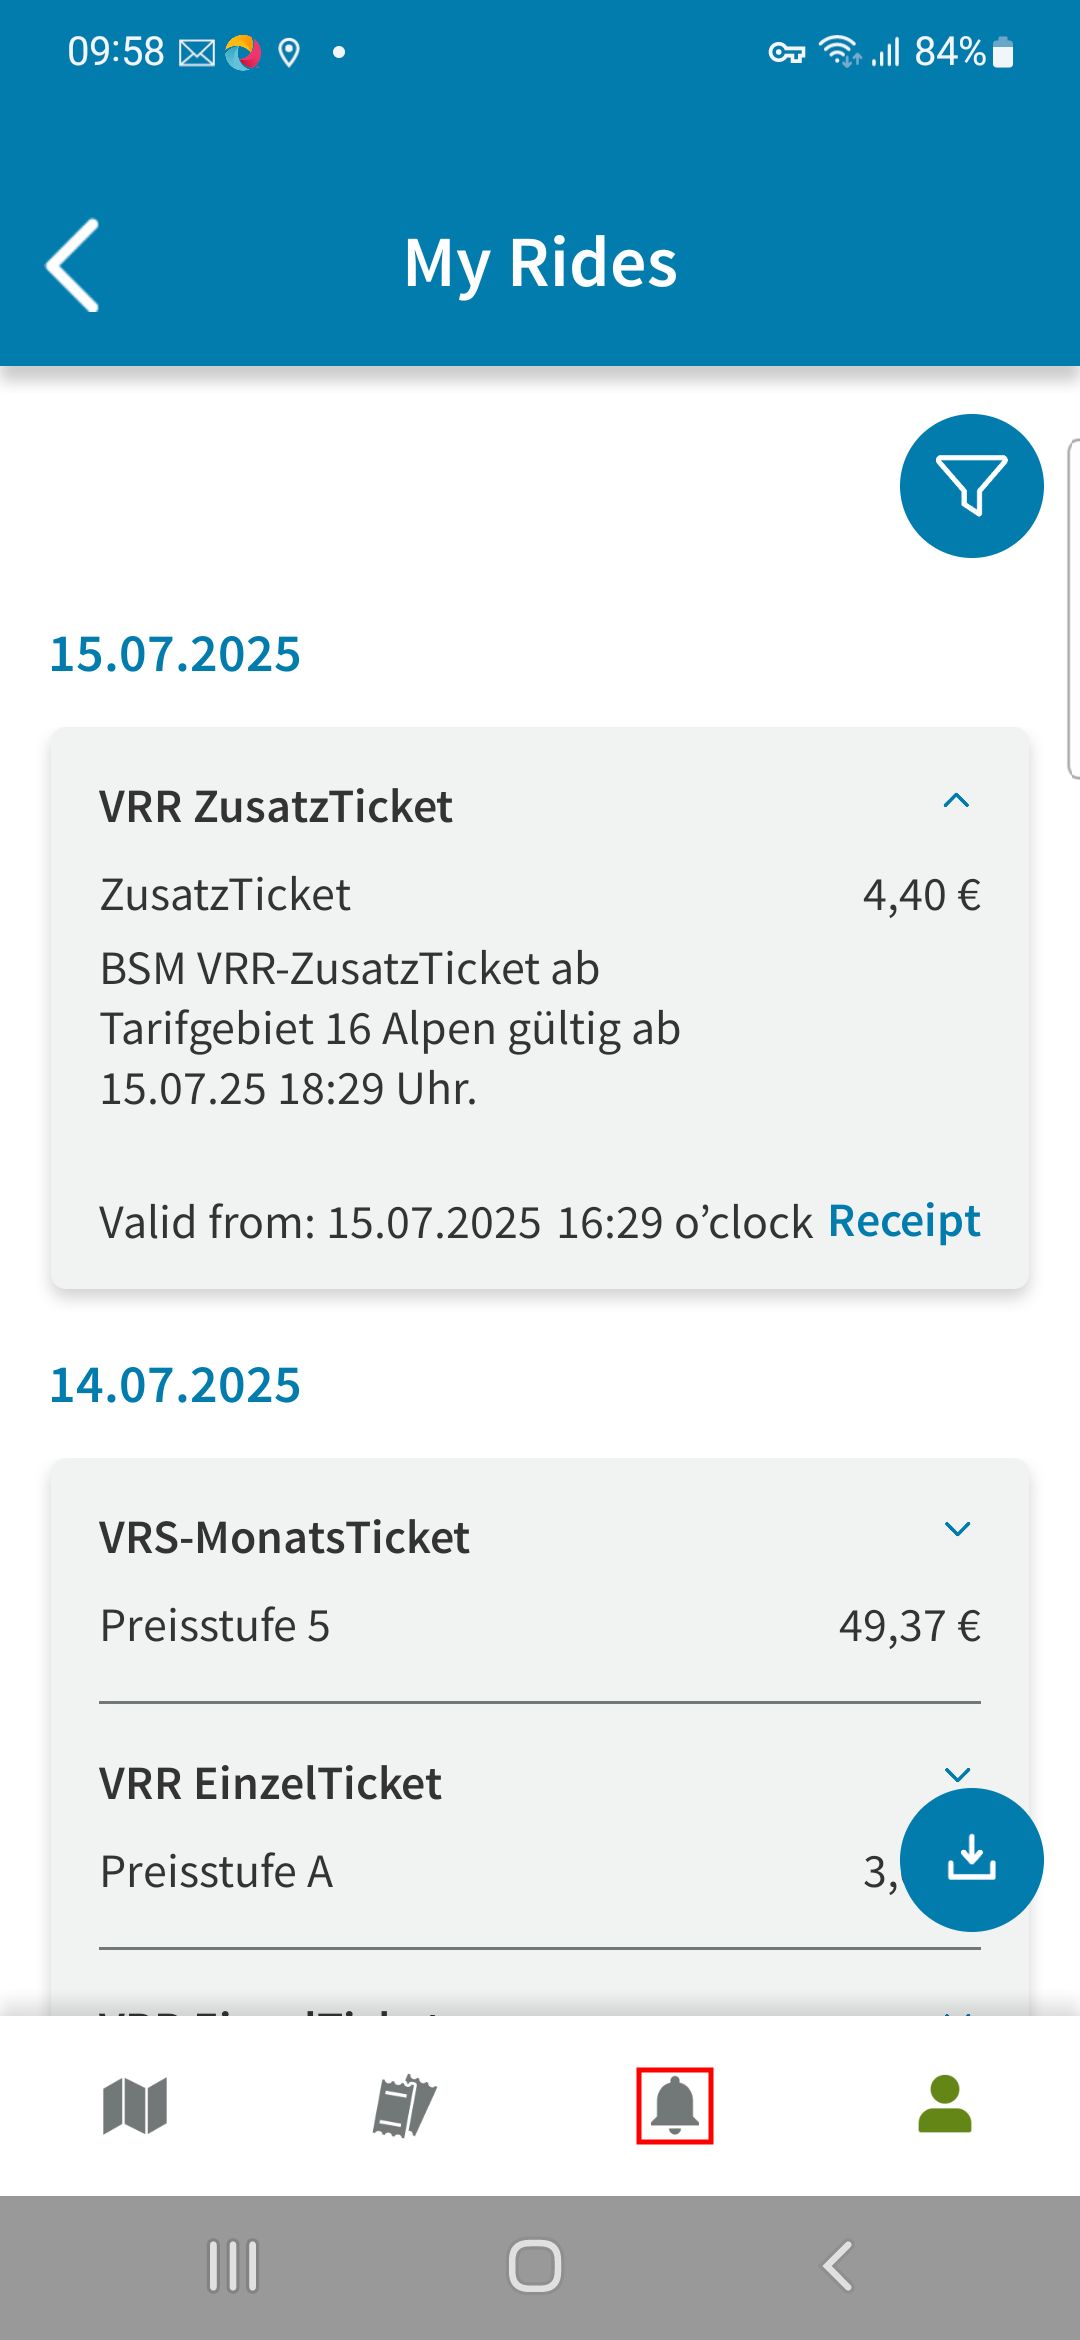 09:58
84%
My Rides
15.07.2025
VRR ZusatzTicket
ZusatzTicket 4,40 €
BSM VRR-ZusatzTicket ab
Tarifgebiet 16 Alpen gültig ab
15.07.25 18:29 Uhr.
Valid from: 15.07.2025 16:29 o’clock Receipt
14.07.2025
VRS-MonatsTicket
Preisstufe 5 49,37 €
VRR EinzelTicket
Preisstufe A 3,